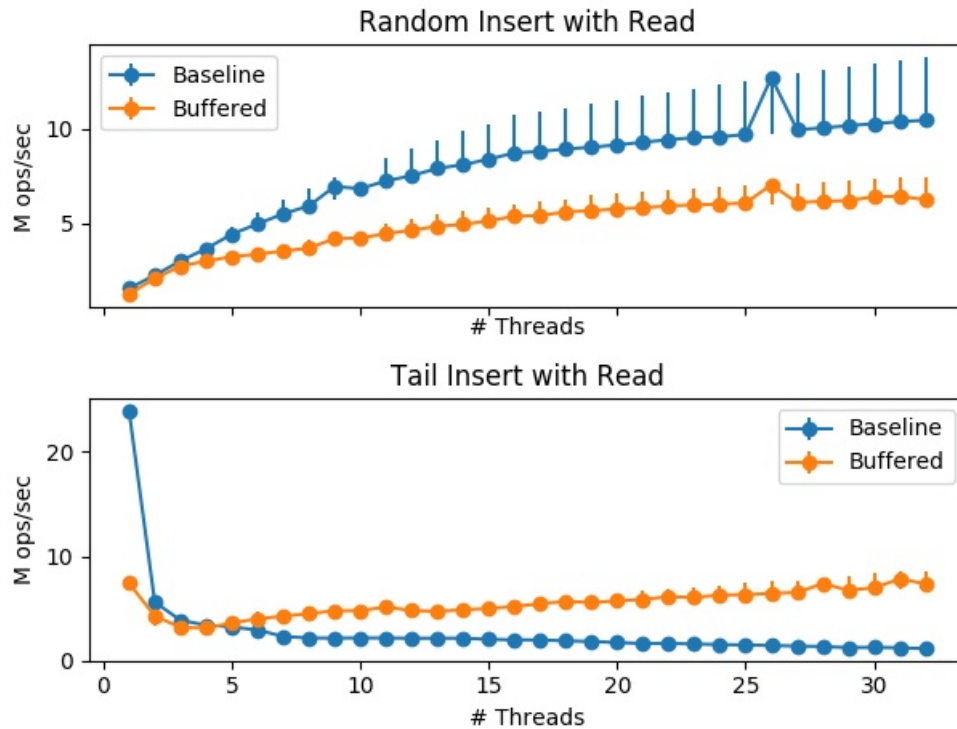 Random Insert with Read
Baseline
Buffered
M ops/sec
10
5
# Threads
Tail Insert with Read
Baseline
Buffered
M ops/sec
20
10
0
0 5 10 15 20 25 30
# Threads